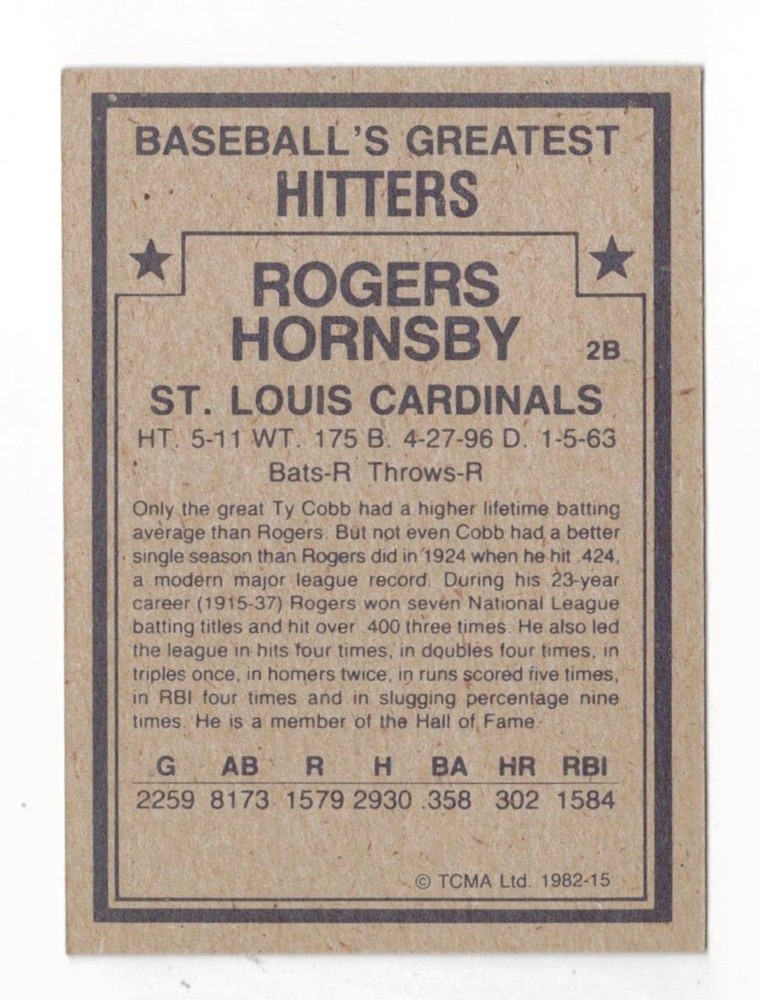 BASEBALL'S GREATEST
HITTERS
ROGERS
HORNSBY 2B
ST. LOUIS CARDINALS
HT. 5-11 WT. 175 B. 4-27-96 D. 1-5-63
Bats-R Throws-R
Only the great Ty Cobb had a higher lifetime batting
average than Rogers. But not even Cobb had a better
single season than Rogers did in 1924 when he hit .424,
a modern major league record. During his 23-year
career (1915-37) Rogers won seven National League
batting titles and hit over .400 three times. He also led
the league in hits four times, in doubles four times, in
triples once, in homers twice, in runs scored five times,
in RBI four times and in slugging percentage nine
times. He is a member of the Hall of Fame.
G AB R H BA HR RBI
2259 8173 1579 2930 .358 302 1584
© TCMA Ltd. 1982-15